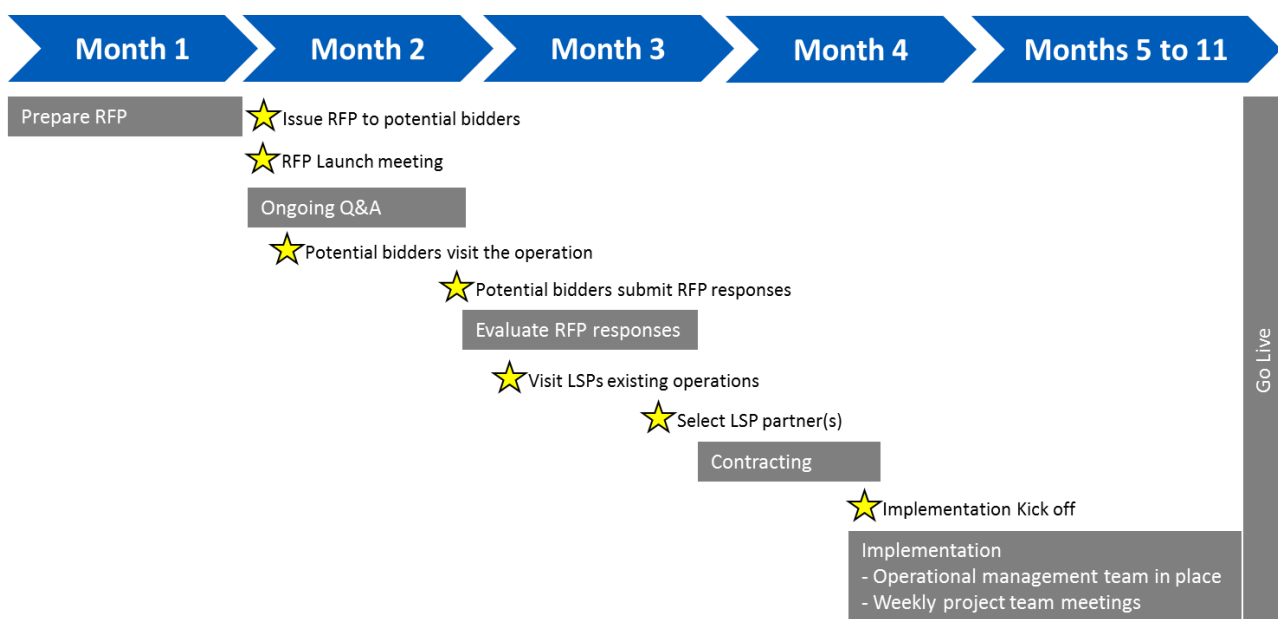 Month 1
Month 2
Month 3
Month 4
Months 5 to 11
Prepare RFP
Issue RFP to potential bidders
RFP Launch meeting
Ongoing Q&A
Potential bidders visit the operation
Potential bidders submit RFP responses
Evaluate RFP responses
Visit LSPs existing operations
Select LSP partner(s)
Contracting
Implementation Kick off
Implementation
- Operational management team in place
- Weekly project team meetings
Go Live